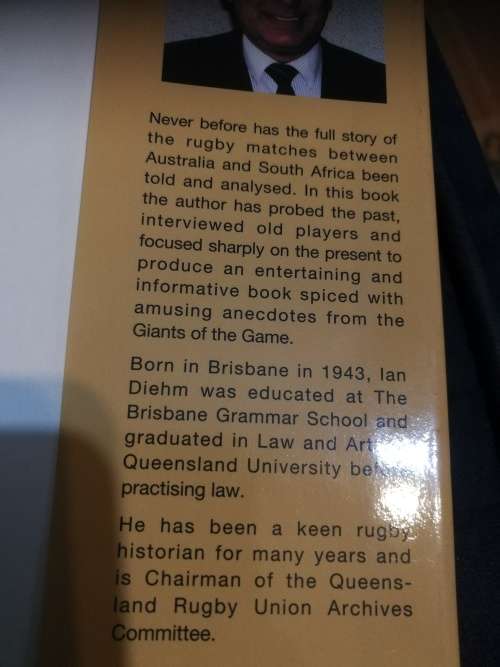 Never before has the full story of
the rugby matches between
Australia and South Africa been
told and analysed. In this book
the author has probed the past,
interviewed old players and
focused sharply on the present to
produce an entertaining and
informative book spiced with
amusing anecdotes from the
Giants of the Game.
Born in Brisbane in 1943, Ian
Diehm was educated at The
Brisbane Grammar School and
graduated in Law and
Queensland University before
practising law.
He has been a keen rugby
historian for many years and
is Chairman of the Queens-
land Rugby Union Archives
Committee.